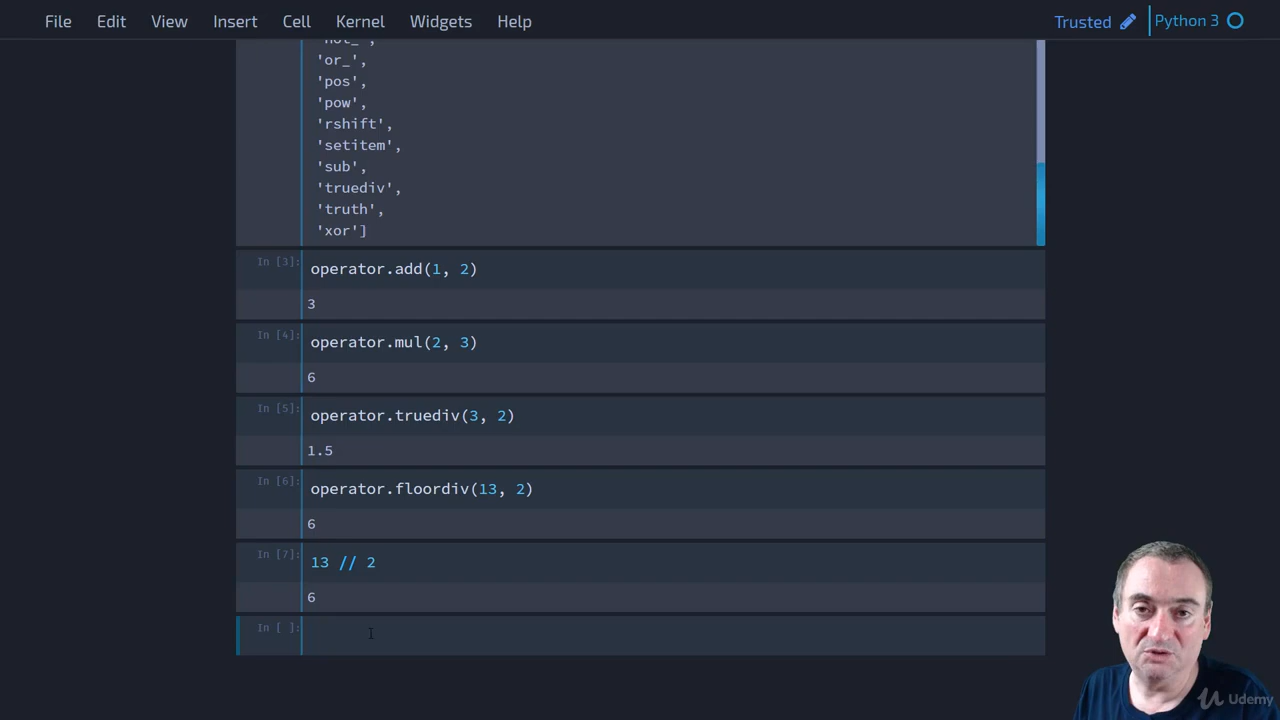 File Edit View Insert Cell Kernel Widgets Help Trusted Python 3
'not_',
'or_',
'pos',
'pow',
'rshift',
'setitem',
'sub',
'truediv',
'truth',
'xor']
In [3]: operator.add(1, 2)
3
In [4]: operator.mul(2, 3)
6
In [5]: operator.truediv(3, 2)
1.5
In [6]: operator.floordiv(13, 2)
6
In [7]: 13 // 2
6
In [ ]:
Udemy